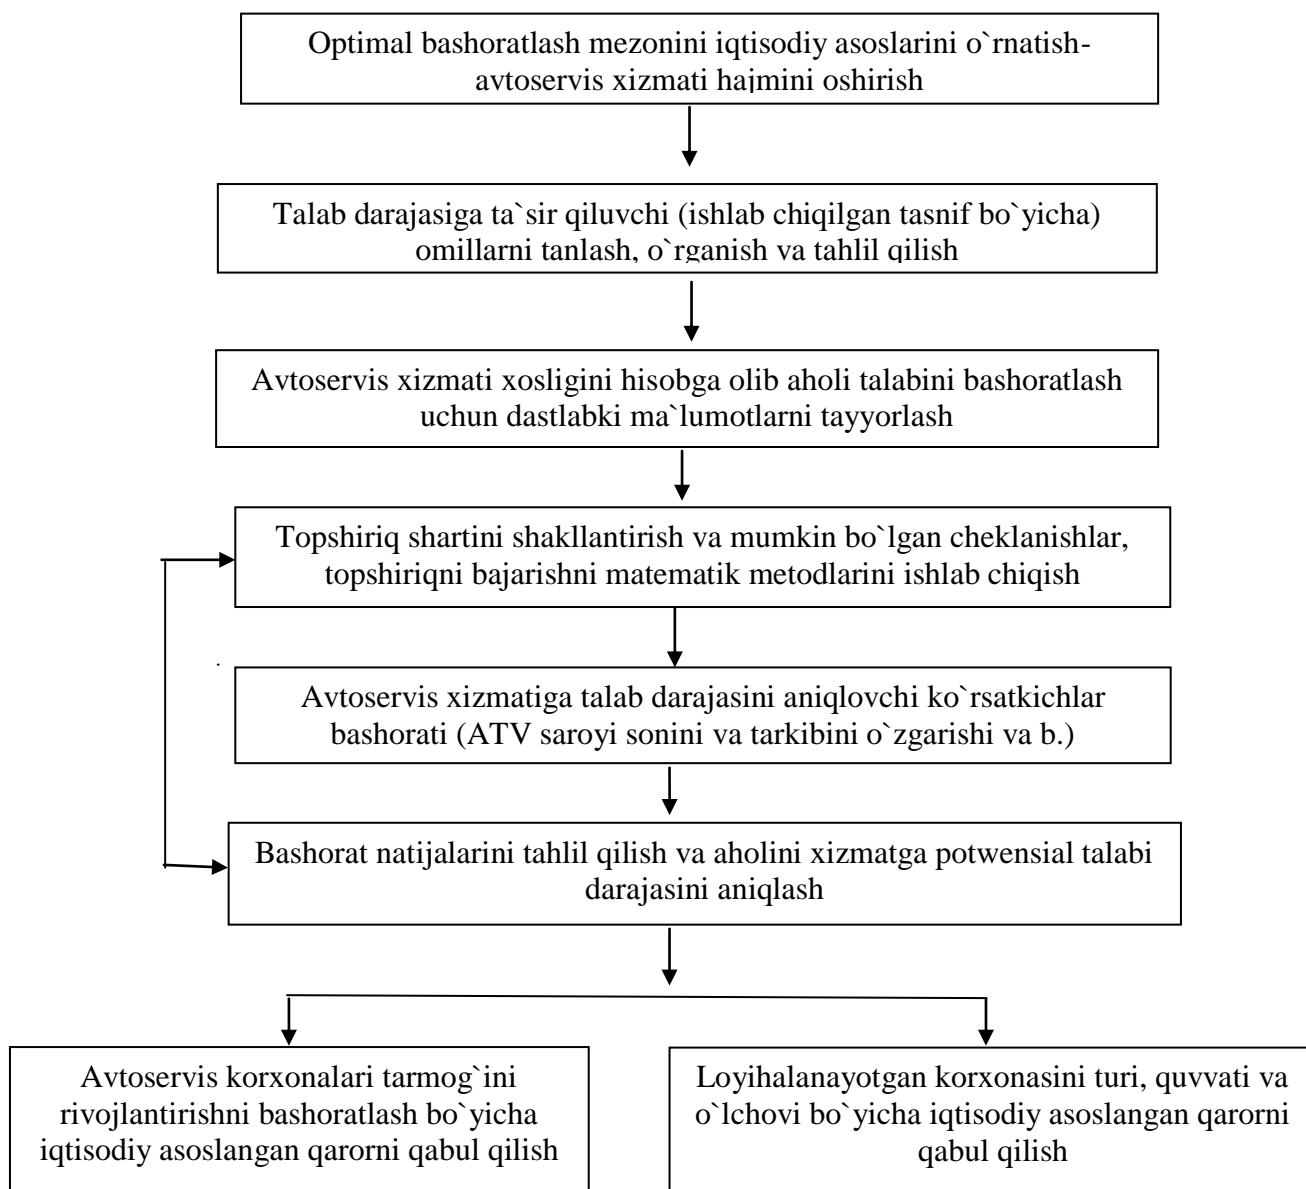 Optimal bashoratlash mezonini iqtisodiy asoslarini o`rnatish-
avtoservis xizmati hajmini oshirish
Talab darajasiga ta`sir qiluvchi (ishlab chiqilgan tasnif bo`yicha)
omillarni tanlash, o`rganish va tahlil qilish
Avtoservis xizmati xosligini hisobga olib aholi talabini bashoratlash
uchun dastlabki ma`lumotlarni tayyorlash
Topshiriq shartini shakllantirish va mumkin bo`lgan cheklanishlar,
topshiriqni bajarishni matematik metodlarini ishlab chiqish
Avtoservis xizmatiga talab darajasini aniqlovchi ko`rsatkichlar
bashorati (ATV saroyi sonini va tarkibini o`zgarishi va b.)
Bashorat natijalarini tahlil qilish va aholini xizmatga potwensial talabi
darajasini aniqlash
Avtoservis korxonalari tarmog`ini
rivojlantirishni bashoratlash bo`yicha
iqtisodiy asoslangan qarorni qabul qilish
Loyihalanayotgan korxonasini turi, quvvati va
o`lchovi bo`yicha iqtisodiy asoslangan qarorni
qabul qilish